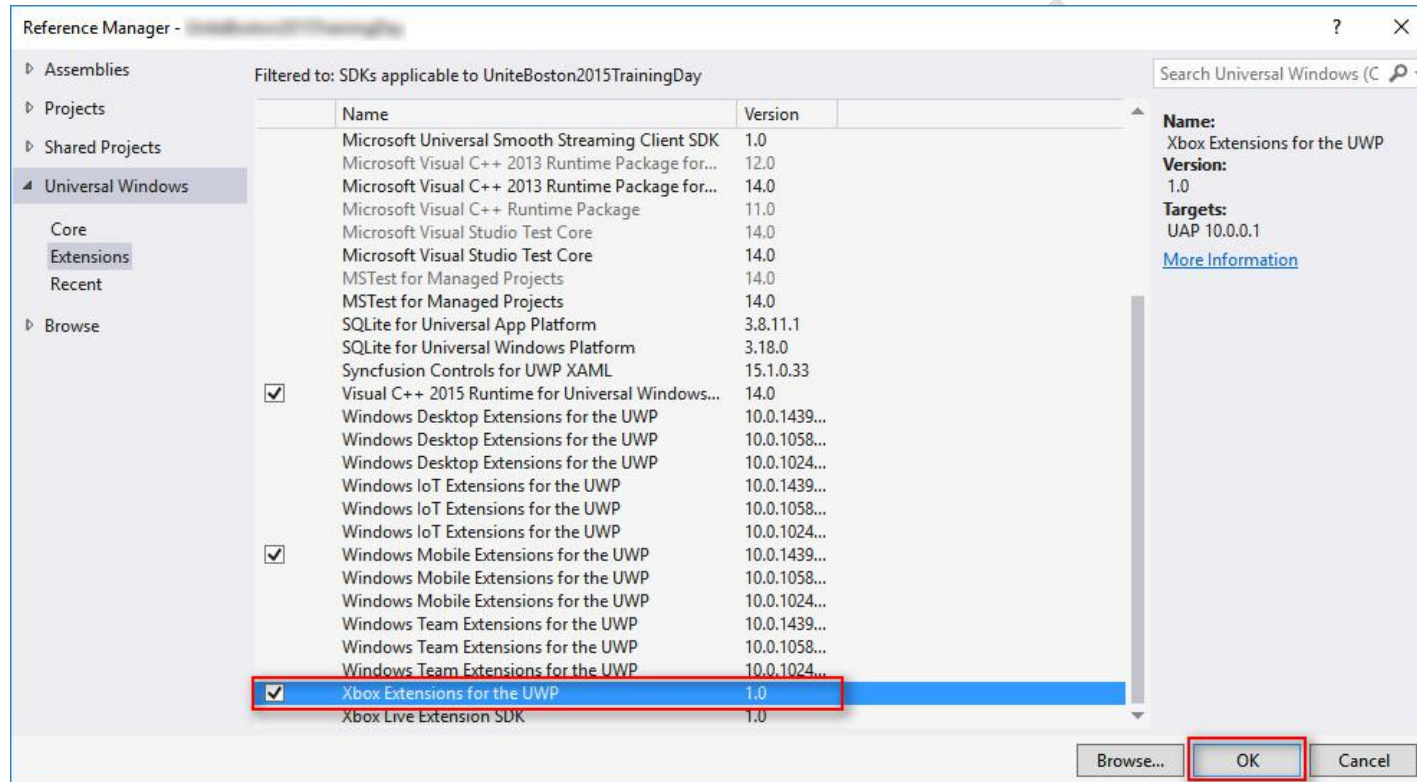 Reference Manager -
? ×
Assemblies
Projects
Shared Projects
Universal Windows
Core
Extensions
Recent
Browse
Filtered to: SDKs applicable to UniteBoston2015TrainingDay
Name Version
Microsoft Universal Smooth Streaming Client SDK 1.0
Microsoft Visual C++ 2013 Runtime Package for... 12.0
Microsoft Visual C++ 2013 Runtime Package for... 14.0
Microsoft Visual C++ Runtime Package 11.0
Microsoft Visual Studio Test Core 14.0
Microsoft Visual Studio Test Core 14.0
MSTest for Managed Projects 14.0
MSTest for Managed Projects 14.0
SQLite for Universal App Platform 3.8.11.1
SQLite for Universal Windows Platform 3.18.0
Syncfusion Controls for UWP XAML 15.1.0.33
Visual C++ 2015 Runtime for Universal Windows... 14.0
Windows Desktop Extensions for the UWP 10.0.1439...
Windows Desktop Extensions for the UWP 10.0.1058...
Windows Desktop Extensions for the UWP 10.0.1024...
Windows IoT Extensions for the UWP 10.0.1439...
Windows IoT Extensions for the UWP 10.0.1058...
Windows IoT Extensions for the UWP 10.0.1024...
Windows Mobile Extensions for the UWP 10.0.1439...
Windows Mobile Extensions for the UWP 10.0.1058...
Windows Mobile Extensions for the UWP 10.0.1024...
Windows Team Extensions for the UWP 10.0.1439...
Windows Team Extensions for the UWP 10.0.1058...
Windows Team Extensions for the UWP 10.0.1024...
Xbox Extensions for the UWP 1.0
Xbox Live Extension SDK 1.0
Search Universal Windows (C
Name:
Xbox Extensions for the UWP
Version:
1.0
Targets:
UAP 10.0.0.1
More Information
Browse... OK Cancel